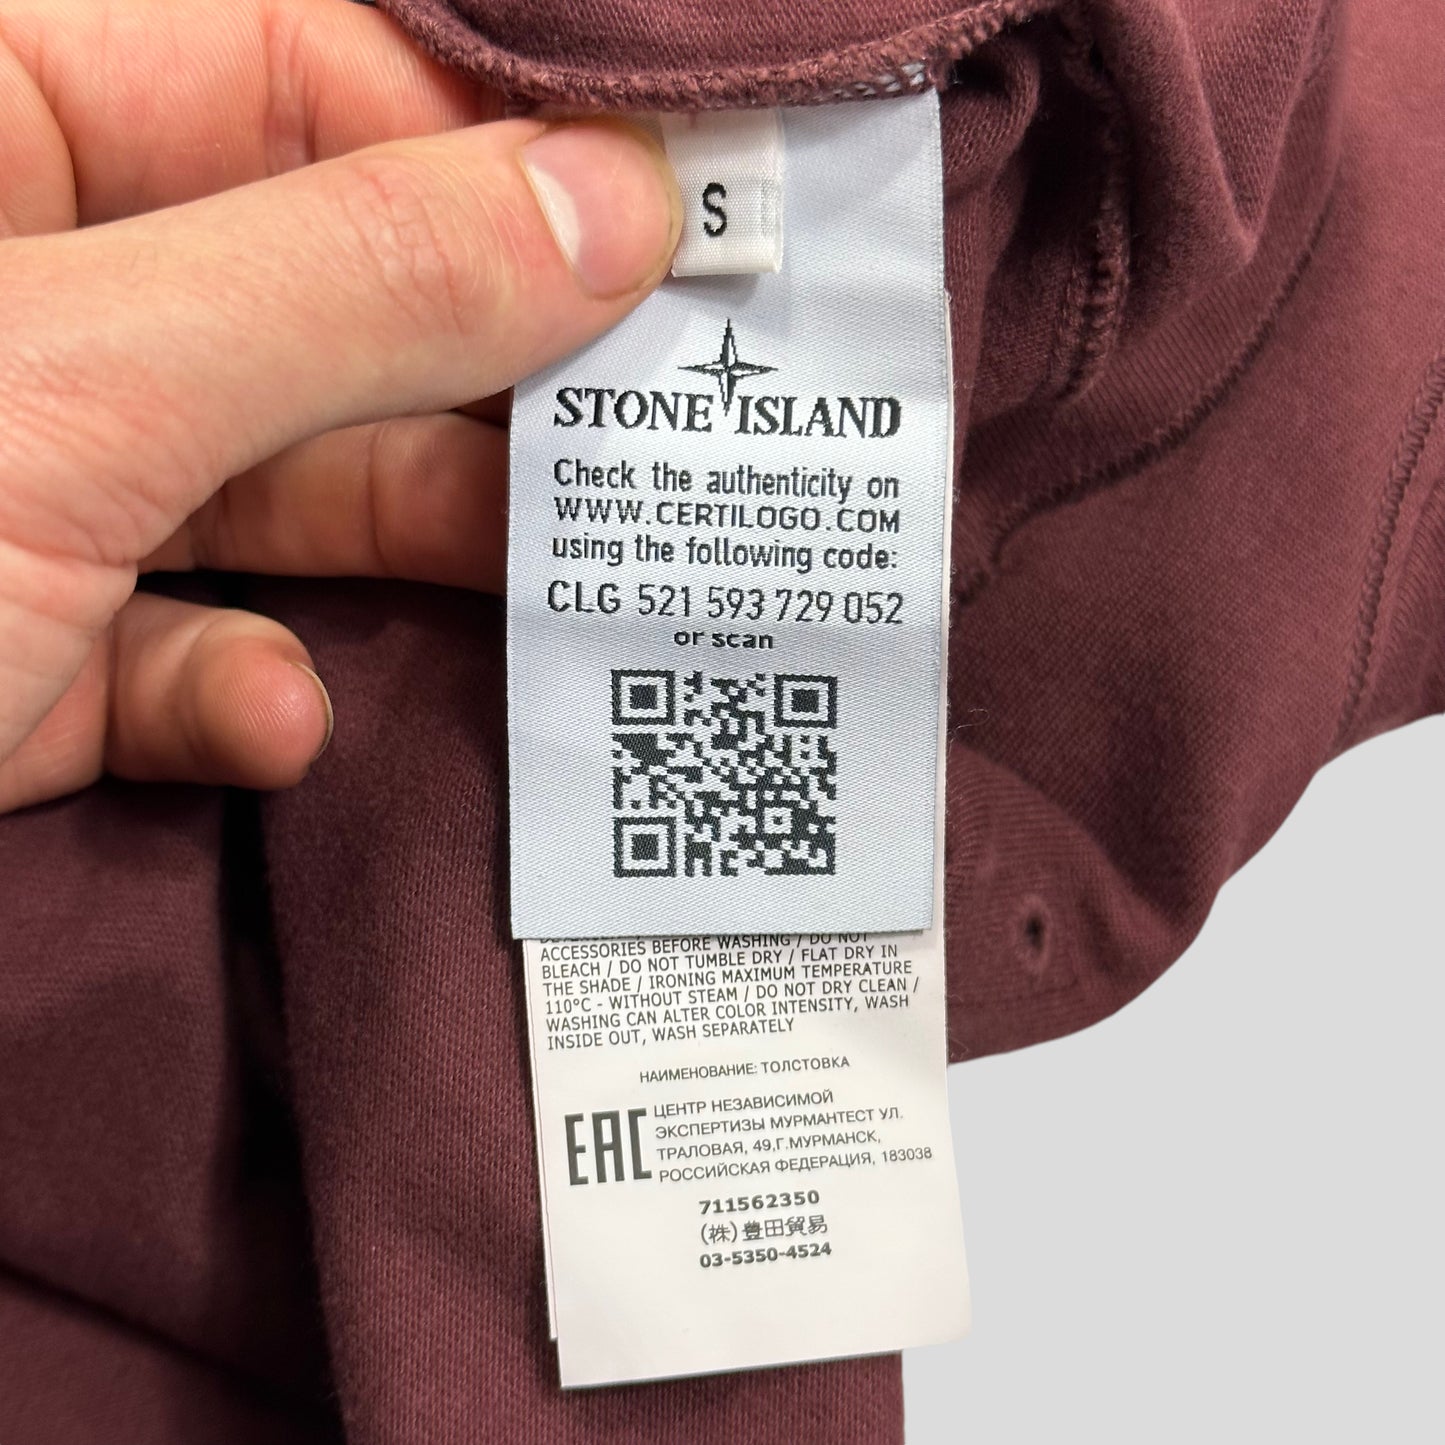 S
STONE ISLAND
Check the authenticity on
WWW.CERTILOGO.COM
using the following code:
CLG 521 593 729 052
or scan
ACCESSORIES BEFORE WASHING / DO NOT
BLEACH / DO NOT TUMBLE DRY / FLAT DRY IN
THE SHADE / IRONING MAXIMUM TEMPERATURE
110°C - WITHOUT STEAM / DO NOT DRY CLEAN /
WASHING CAN ALTER COLOR INTENSITY, WASH
INSIDE OUT, WASH SEPARATELY
НАИМЕНОВАНИЕ: ТОЛСТОВКА
EAC
ЦЕНТР НЕЗАВИСИМОЙ
ЭКСПЕРТИЗЫ МУРМАНТЕСТ УЛ.
ТРАЛОВАЯ, 49,Г.МУРМАНСК,
РОССИЙСКАЯ ФЕДЕРАЦИЯ, 183038
711562350
(株)豊田貿易
03-5350-4524